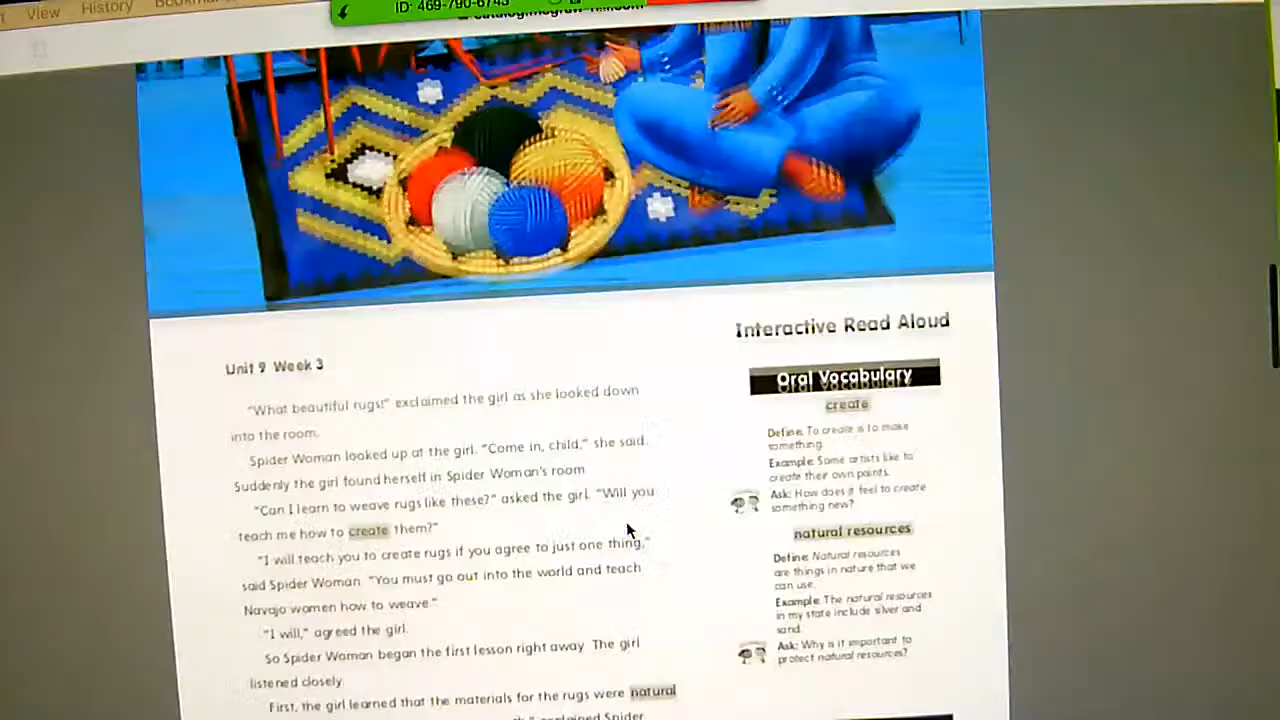 View History
ID: 469-790-6743
Unit 9 Week 3
"What beautiful rugs!" exclaimed the girl as she looked down
into the room.
Spider Woman looked up at the girl. "Come in, child," she said.
Suddenly the girl found herself in Spider Woman's room
"Can I learn to weave rugs like these?" asked the girl. "Will you
teach me how to create them?"
"I will teach you to create rugs if you agree to just one thing,"
said Spider Woman. "You must go out into the world and teach
Navajo women how to weave."
"I will," agreed the girl.
So Spider Woman began the first lesson right away. The girl
listened closely.
First, the girl learned that the materials for the rugs were natural
explained Spider
Interactive Read Aloud
Oral Vocabulary
create
Define: To create is to make
something.
Example: Some artists like to
create their own paints.
Ask: How does it feel to create
something new?
natural resources
Define: Natural resources
are things in nature that we
can use.
Example: The natural resources
in my state include silver and
sand.
Ask: Why is it important to
protect natural resources?